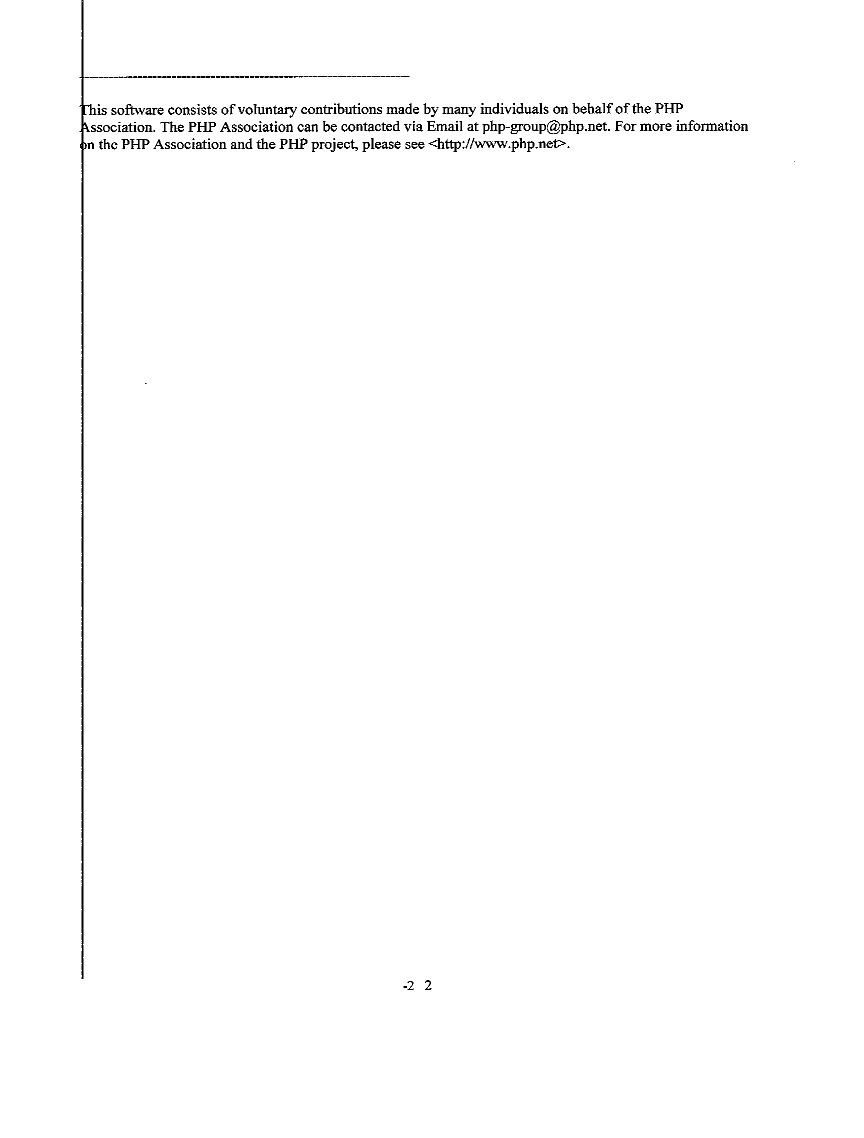 This software consists of voluntary contributions made by many individuals on behalf of the PHP
Association. The PHP Association can be contacted via Email at php-group@php.net. For more information
on the PHP Association and the PHP project, please see <http://www.php.net>.
-2 2